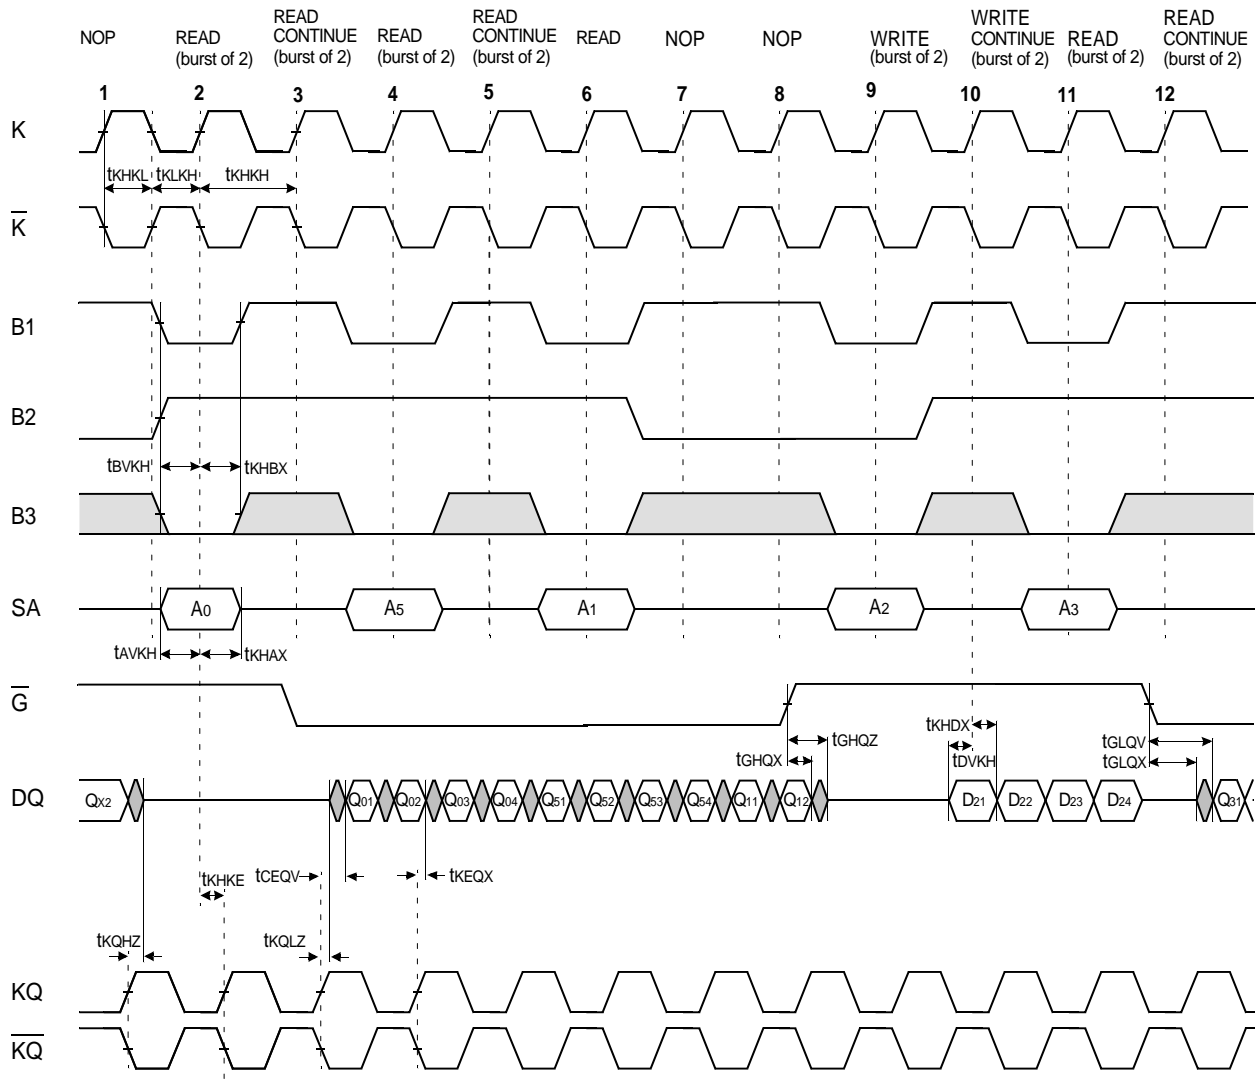 NOP
READ
(burst of 2)
READ
CONTINUE
(burst of 2)
READ
(burst of 2)
READ
CONTINUE
(burst of 2)
READ
NOP
NOP
WRITE
(burst of 2)
WRITE
CONTINUE
(burst of 2)
READ
(burst of 2)
READ
CONTINUE
(burst of 2)
1 2 3 4 5 6 7 8 9 10 11 12
K
tKHKL tKLKH tKHKH
K
B1
B2
tBVKH tKHBX
B3
SA A0 A5 A1 A2 A3
tAVKH tKHAX
G
tKHDX
tGHQZ tGLQV
tGHQX tDVKH tGLQX
DQ QX2 Q01 Q02 Q03 Q04 Q51 Q52 Q53 Q54 Q11 Q12 D21 D22 D23 D24 Q31
tKHKE tCEQV tKEQX
tKQHZ tKQLZ
KQ
KQ